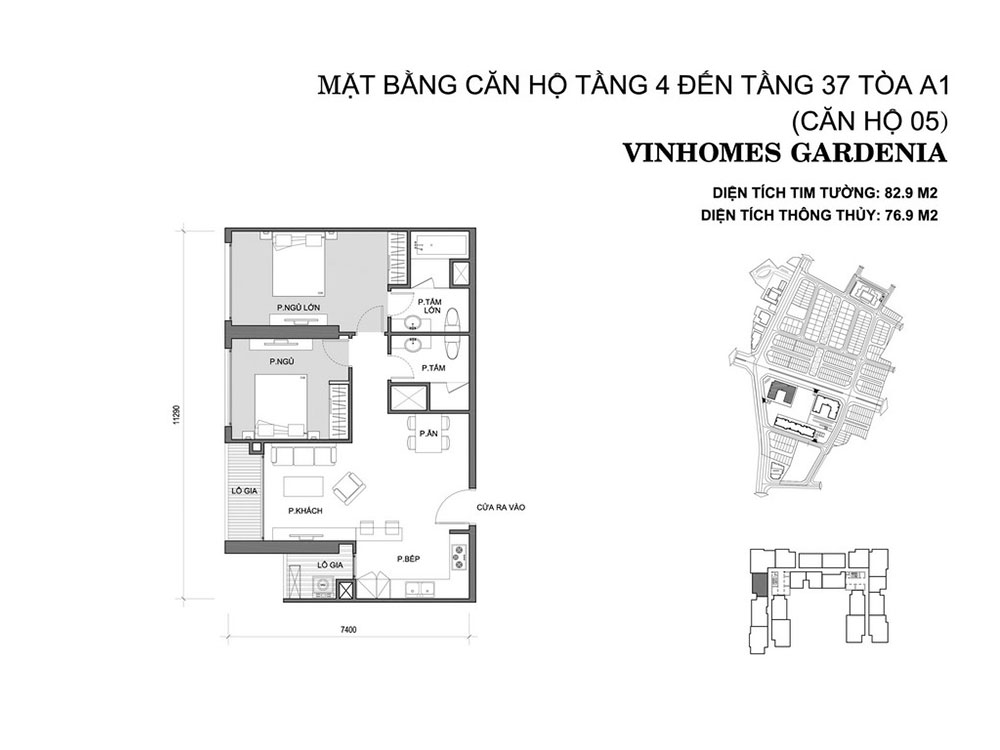 MẶT BẰNG CĂN HỘ TẦNG 4 ĐẾN TẦNG 37 TÒA A1
(CĂN HỘ 05)
VINHOMES GARDENIA
DIỆN TÍCH TIM TƯỜNG: 82.9 M2
DIỆN TÍCH THÔNG THỦY: 76.9 M2
P.NGỦ LỚN
P.TẮM
LỚN
P.NGỦ
P.TẮM
11290
P.ĂN
LÔ GIA
P.KHÁCH
CỬA RA VÀO
P.BẾP
LÔ GIA
7400